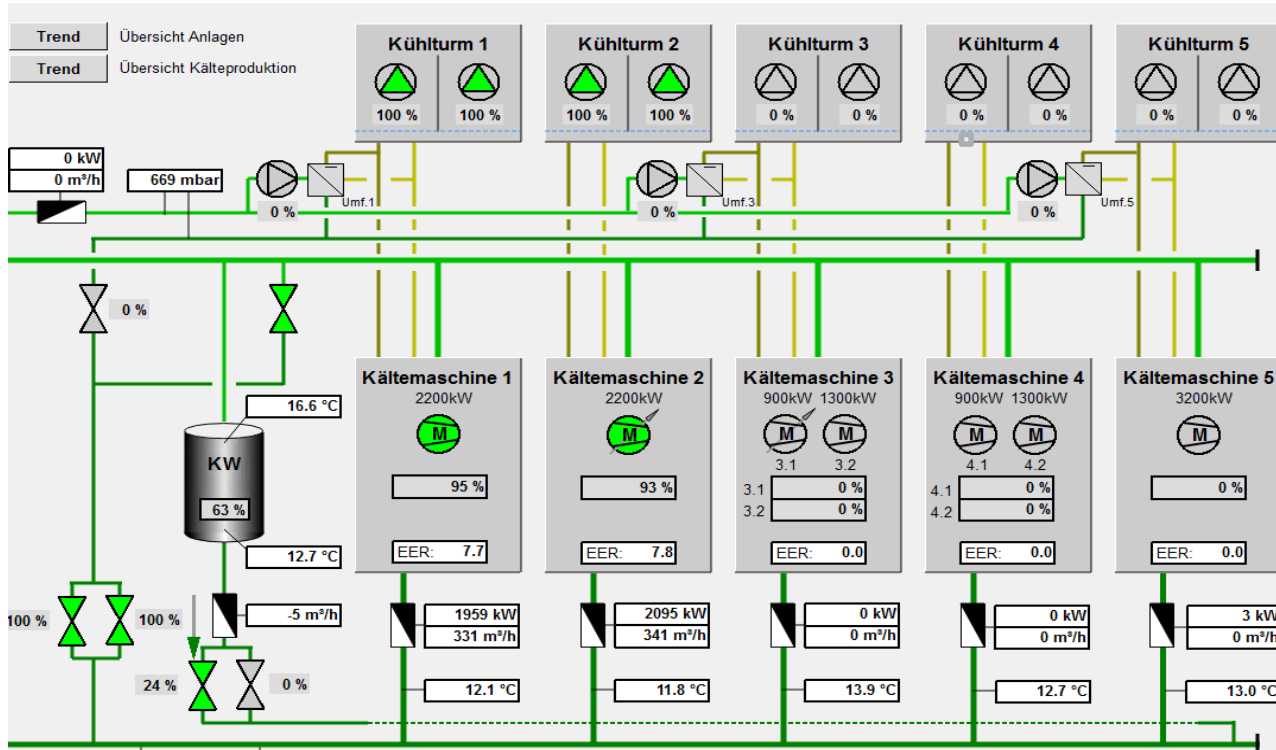 Trend Übersicht Anlagen
Trend Übersicht Kälteproduktion
Kühlturm 1
100 % 100 %
Kühlturm 2
100 % 100 %
Kühlturm 3
0 % 0 %
Kühlturm 4
0 % 0 %
Kühlturm 5
0 % 0 %
0 kW
0 m³/h
669 mbar
0 %
Umf.1
0 %
Umf.3
0 %
Umf.5
0 %
16.6 °C
KW
63 %
12.7 °C
-5 m³/h
100 % 100 %
24 % 0 %
Kältemaschine 1
2200kW
M
95 %
EER: 7.7
1959 kW
331 m³/h
12.1 °C
Kältemaschine 2
2200kW
M
93 %
EER: 7.8
2095 kW
341 m³/h
11.8 °C
Kältemaschine 3
900kW 1300kW
M M
3.1 3.2
3.1 0 %
3.2 0 %
EER: 0.0
0 kW
0 m³/h
13.9 °C
Kältemaschine 4
900kW 1300kW
M M
4.1 4.2
4.1 0 %
4.2 0 %
EER: 0.0
0 kW
0 m³/h
12.7 °C
Kältemaschine 5
3200kW
M
0 %
EER: 0.0
3 kW
0 m³/h
13.0 °C